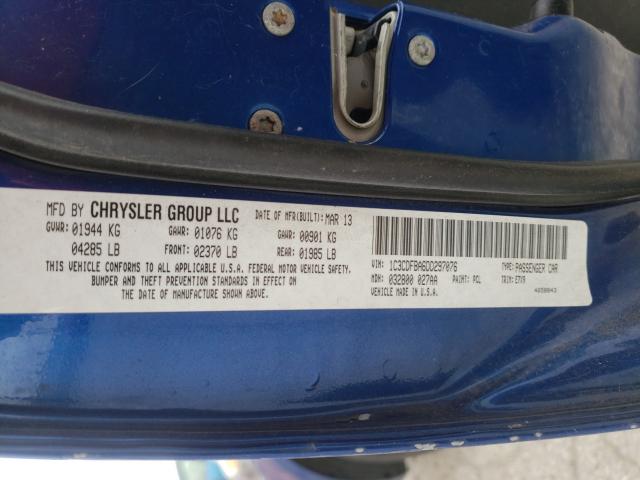 MFD BY CHRYSLER GROUP LLC DATE OF MFR(BUILT): MAR 13
GVWR: 01944 KG GAWR: 01076 KG GAWR: 00901 KG
04285 LB FRONT: 02370 LB REAR: 01985 LB
THIS VEHICLE CONFORMS TO ALL APPLICABLE U.S.A. FEDERAL MOTOR VEHICLE SAFETY,
BUMPER AND THEFT PREVENTION STANDARDS IN EFFECT ON
THE DATE OF MANUFACTURE SHOWN ABOVE.
VIN: 1C3CDFBA6DD297076 TYPE: PASSENGER CAR
MDH: 032800 027AA PAINT: PCL TRIM: E7X9
VEHICLE MADE IN U.S.A.